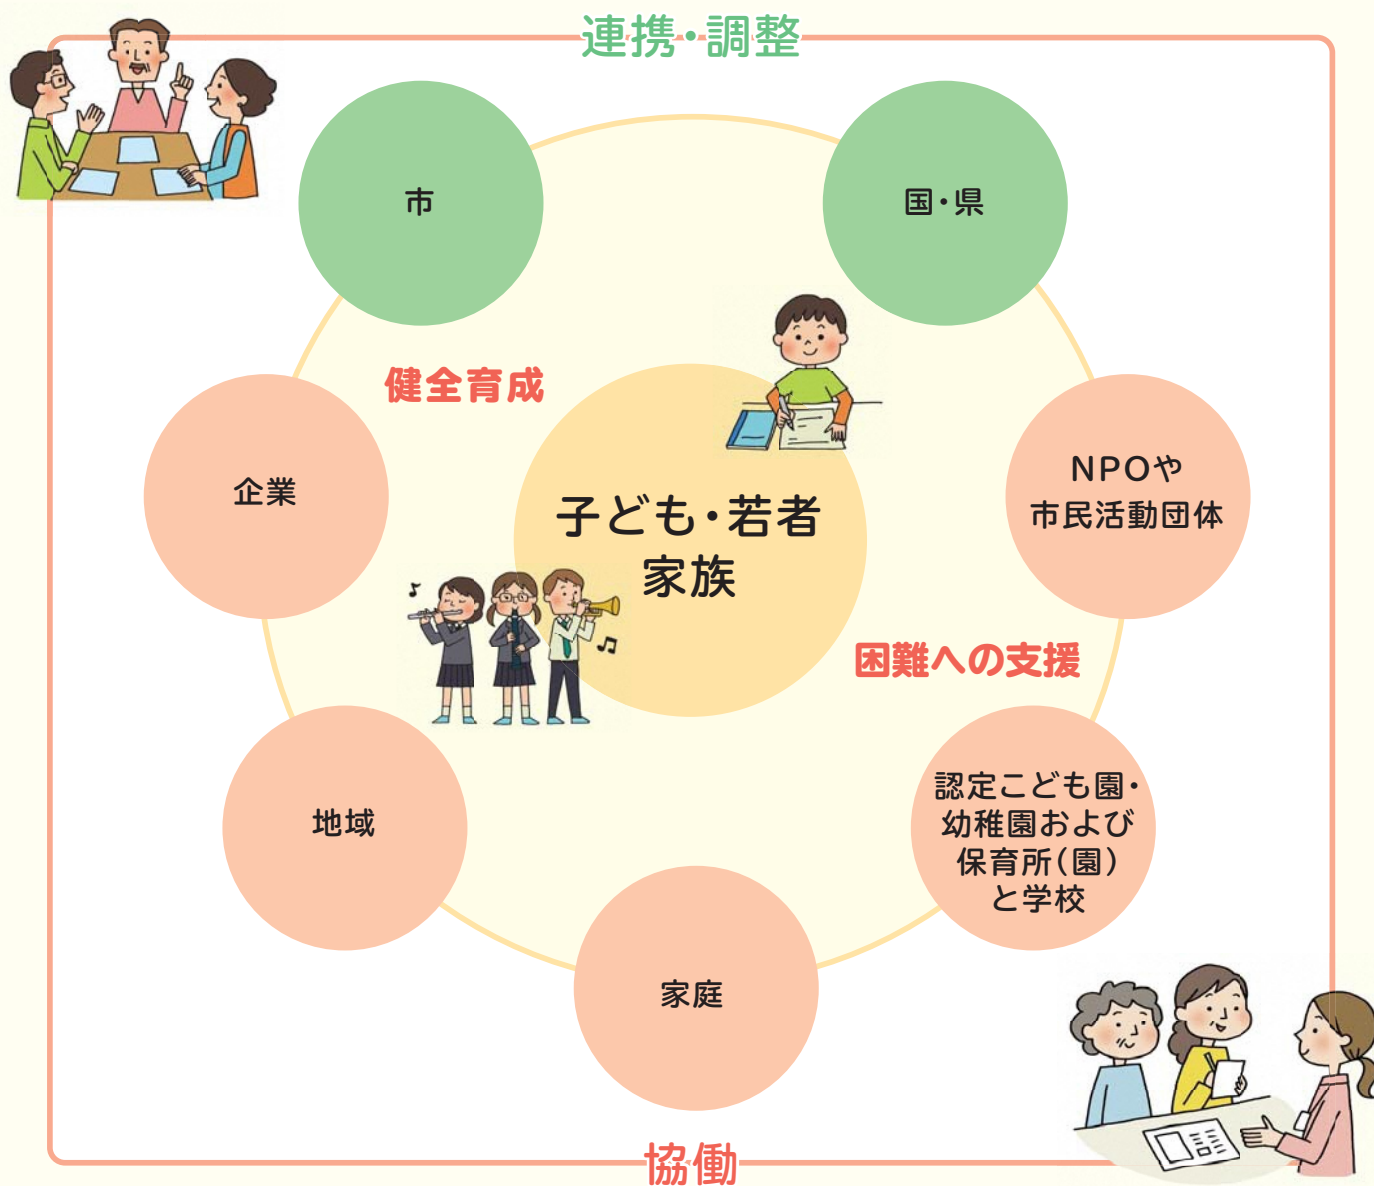 連携・調整
市
国・県
健全育成
企業
NPOや
市民活動団体
子ども・若者
家族
困難への支援
地域
認定こども園・
幼稚園および
保育所(園)
と学校
家庭
協働